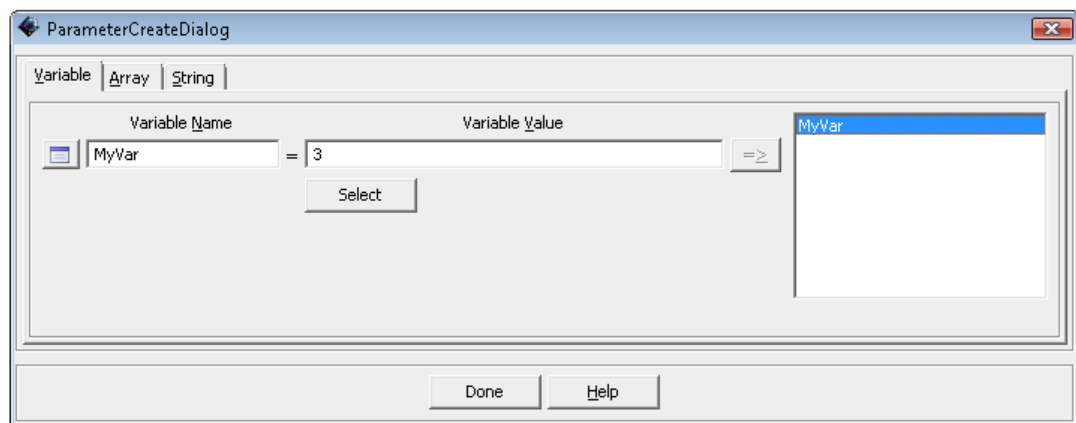 ParameterCreateDialog
Variable Array String
Variable Name Variable Value
MyVar = 3 => MyVar
Select
Done Help